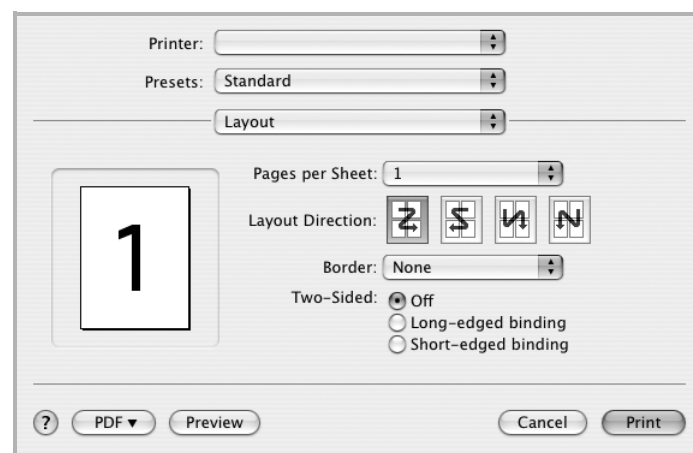 Printer:
Presets: Standard
Layout
Pages per Sheet: 1
Layout Direction:
Border: None
Two-Sided: Off
Long-edged binding
Short-edged binding
1
? PDF▼ Preview Cancel Print